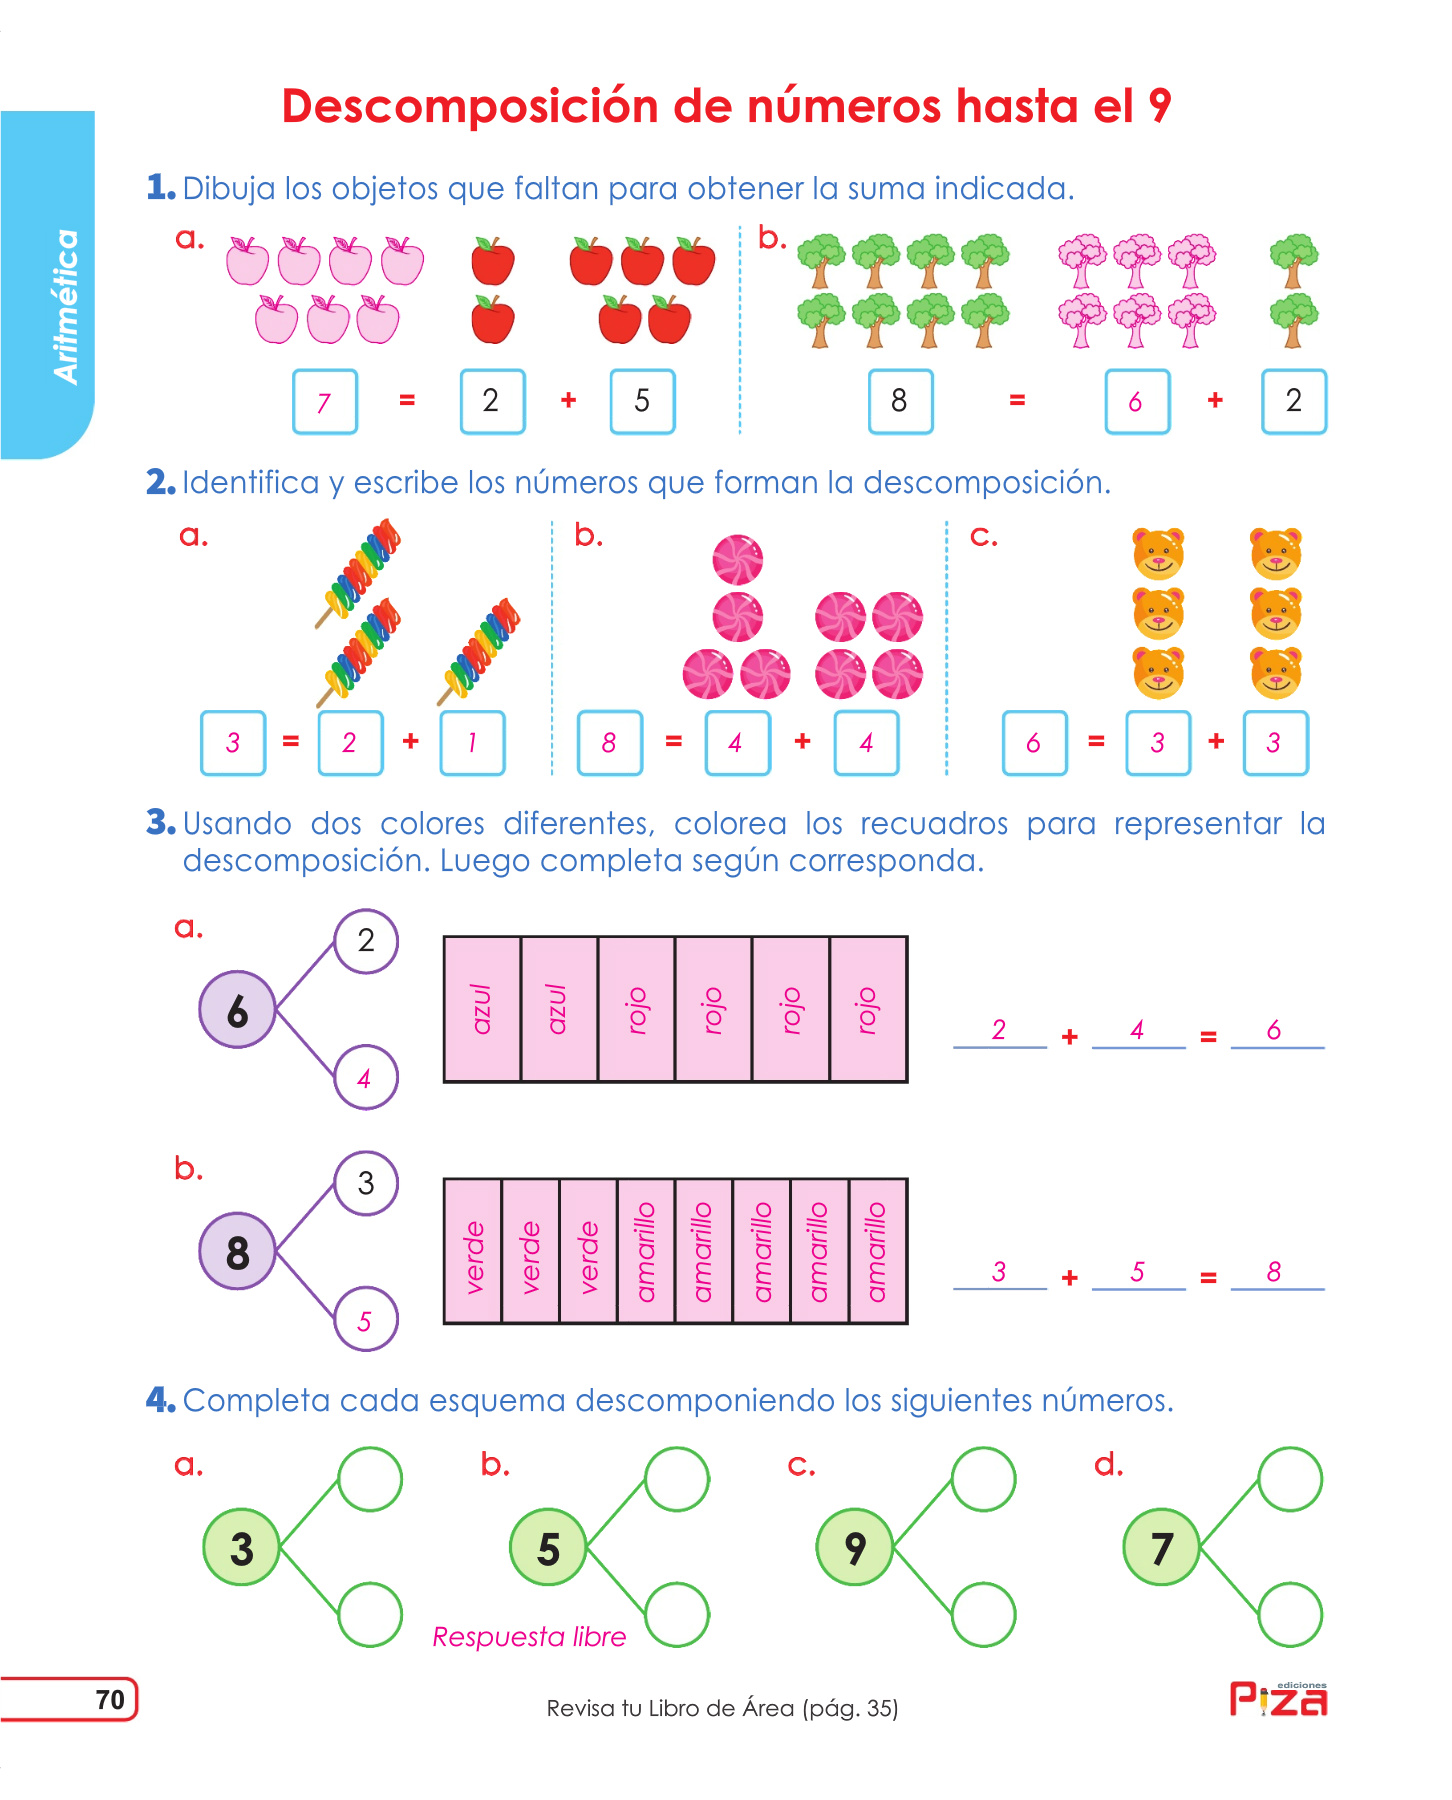 Descomposición de números hasta el 9
Aritmética
1. Dibuja los objetos que faltan para obtener la suma indicada.
a.
7 = 2 + 5
b.
8 = 6 + 2
2. Identifica y escribe los números que forman la descomposición.
a.
3 = 2 + 1
b.
8 = 4 + 4
c.
6 = 3 + 3
3. Usando dos colores diferentes, colorea los recuadros para representar la
descomposición. Luego completa según corresponda.
a.
6
2
4
azul azul rojo rojo rojo rojo
2 + 4 = 6
b.
8
3
5
verde verde verde amarillo amarillo amarillo amarillo amarillo
3 + 5 = 8
4. Completa cada esquema descomponiendo los siguientes números.
a. b. c. d.
3 5 9 7
Respuesta libre
70
Revisa tu Libro de Área (pág. 35)
ediciones
Piza